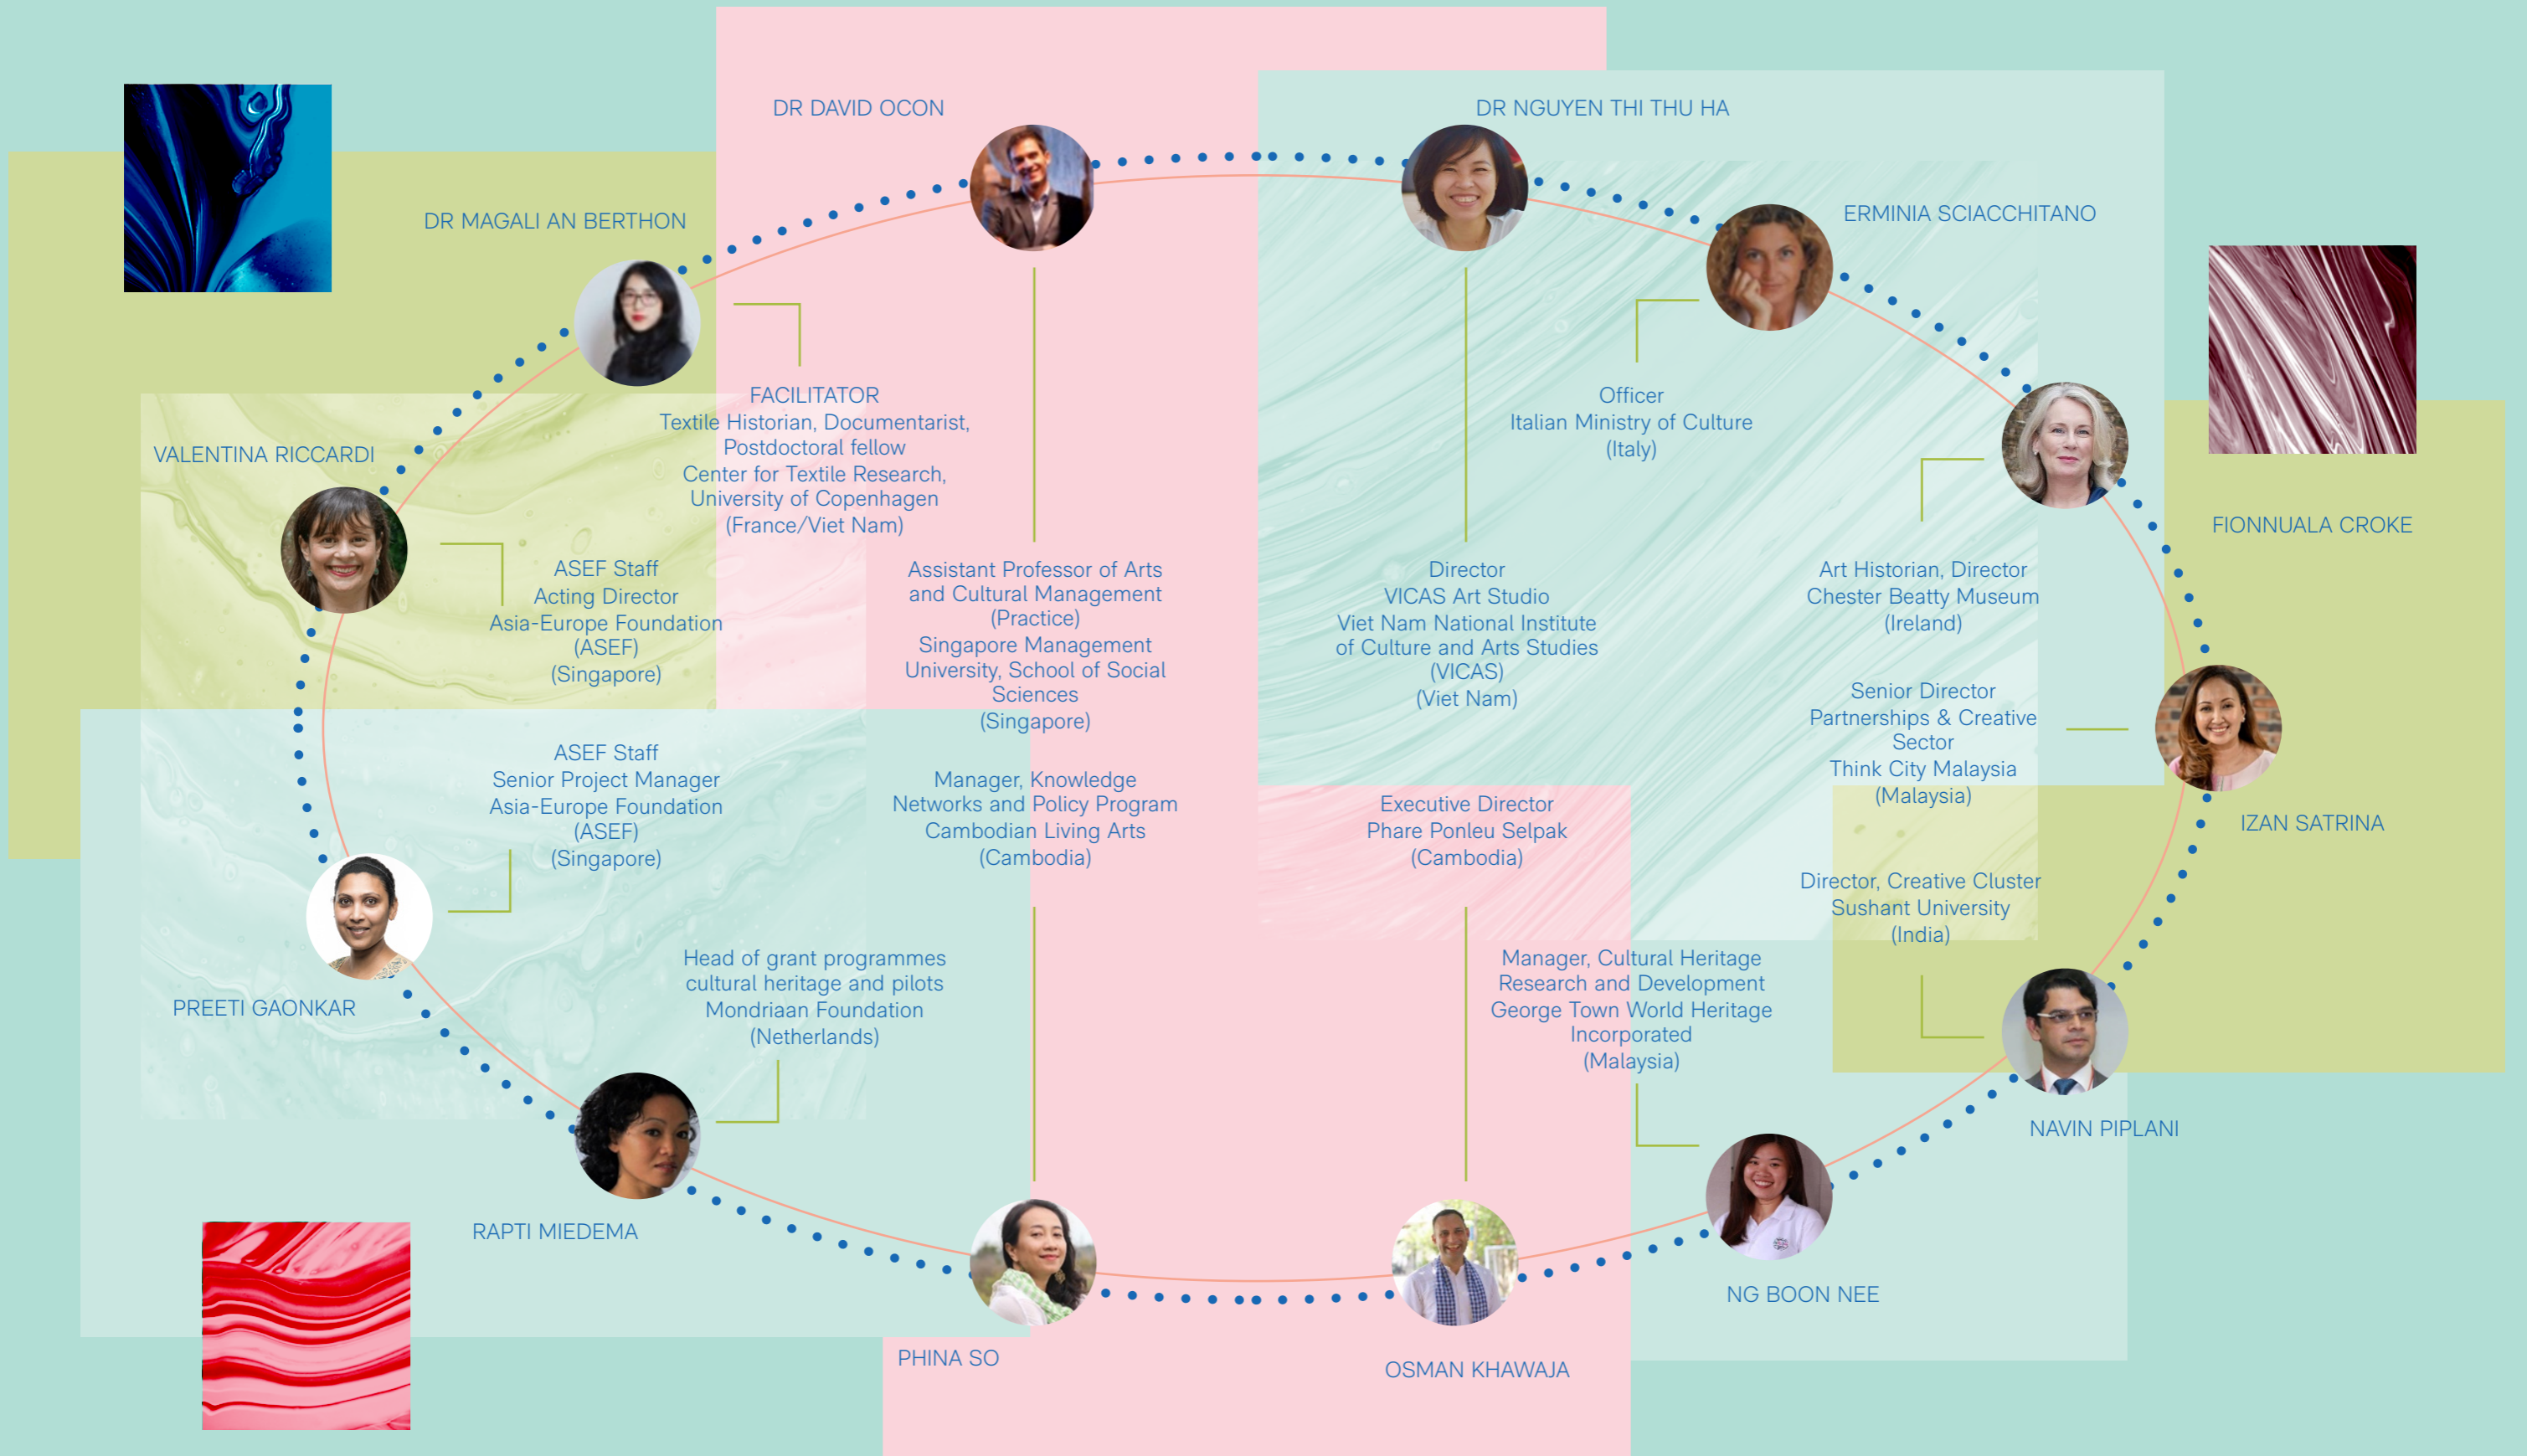 DR DAVID OCON
Assistant Professor of Arts
and Cultural Management
(Practice)
Singapore Management
University, School of Social
Sciences
(Singapore)
DR NGUYEN THI THU HA
Director
VICAS Art Studio
Viet Nam National Institute
of Culture and Arts Studies
(VICAS)
(Viet Nam)
ERMINIA SCIACCHITANO
Officer
Italian Ministry of Culture
(Italy)
FIONNUALA CROKE
Art Historian, Director
Chester Beatty Museum
(Ireland)
IZAN SATRINA
Senior Director
Partnerships & Creative
Sector
Think City Malaysia
(Malaysia)
NAVIN PIPLANI
Director, Creative Cluster
Sushant University
(India)
NG BOON NEE
Manager, Cultural Heritage
Research and Development
George Town World Heritage
Incorporated
(Malaysia)
OSMAN KHAWAJA
Executive Director
Phare Ponleu Selpak
(Cambodia)
PHINA SO
Manager, Knowledge
Networks and Policy Program
Cambodian Living Arts
(Cambodia)
RAPTI MIEDEMA
Head of grant programmes
cultural heritage and pilots
Mondriaan Foundation
(Netherlands)
PREETI GAONKAR
ASEF Staff
Senior Project Manager
Asia-Europe Foundation
(ASEF)
(Singapore)
VALENTINA RICCARDI
ASEF Staff
Acting Director
Asia-Europe Foundation
(ASEF)
(Singapore)
DR MAGALI AN BERTHON
FACILITATOR
Textile Historian, Documentarist,
Postdoctoral fellow
Center for Textile Research,
University of Copenhagen
(France/Viet Nam)